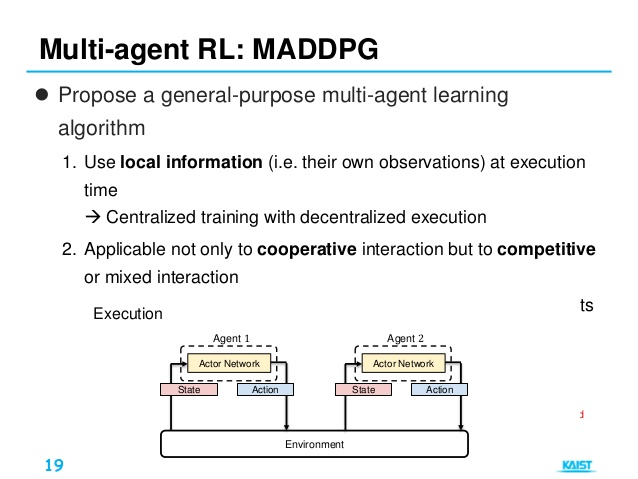 Multi-agent RL: MADDPG
● Propose a general-purpose multi-agent learning
algorithm
1. Use local information (i.e. their own observations) at execution
time
→ Centralized training with decentralized execution
2. Applicable not only to cooperative interaction but to competitive
or mixed interaction
ts
Execution
Agent 1
Agent 2
Actor Network
Actor Network
State
Action
State
Action
d
Environment
19
KAIST